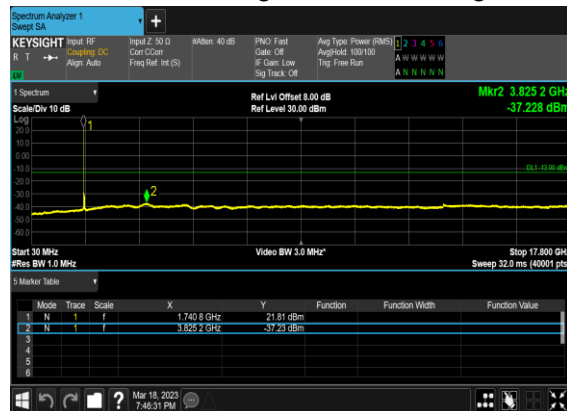 Spectrum Analyzer 1
Swept SA
+
KEYSIGHT Input: RF Input Z: 50 Ω #Atten: 40 dB PNO: Fast Avg Type: Power (RMS) 1 2 3 4 5 6
R T Coupling: DC Corr CCorr Gate: Off Avg|Hold: 100/100 A W W W W W
Align: Auto Freq Ref: Int (S) IF Gain: Low Trig: Free Run
LW Sig Track: Off A N N N N N
1 Spectrum Ref Lvl Offset 8.00 dB Mkr2 3.825 2 GHz
Scale/Div 10 dB Ref Level 30.00 dBm -37.228 dBm
Log
20.0 1
10.0
0.00
-10.0 DL1 -13.00 dBm
-20.0
-30.0 2
-40.0
-50.0
-60.0
Start 30 MHz Video BW 3.0 MHz* Stop 17.800 GHz
#Res BW 1.0 MHz Sweep 32.0 ms (40001 pts)
5 Marker Table
Mode Trace Scale X Y Function Function Width Function Value
1 N 1 f 1.740 8 GHz 21.81 dBm
2 N 1 f 3.825 2 GHz -37.23 dBm
3
4
5
6
? Mar 18, 2023
7:46:31 PM